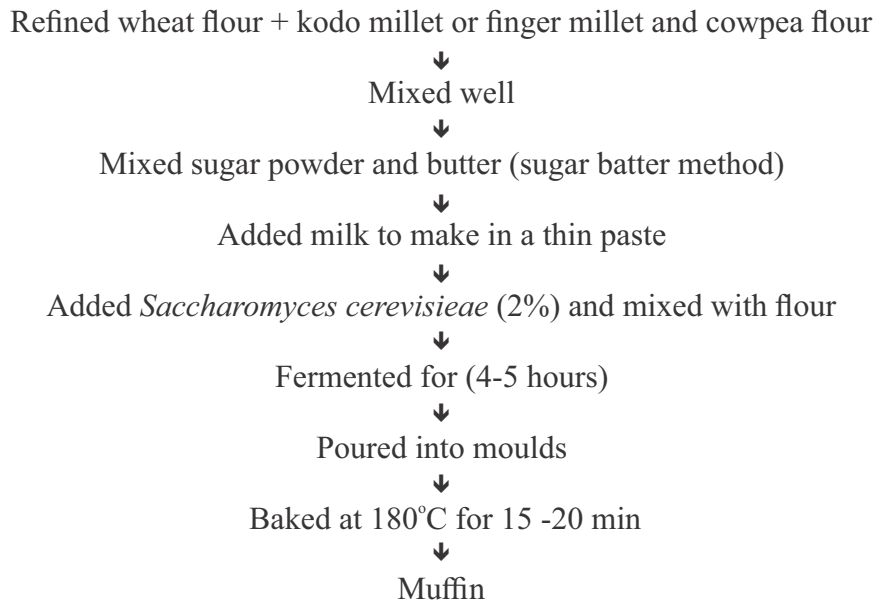 Refined wheat flour + kodo millet or finger millet and cowpea flour
Mixed well
Mixed sugar powder and butter (sugar batter method)
Added milk to make in a thin paste
Added Saccharomyces cerevisieae (2%) and mixed with flour
Fermented for (4-5 hours)
Poured into moulds
Baked at 180°C for 15 -20 min
Muffin